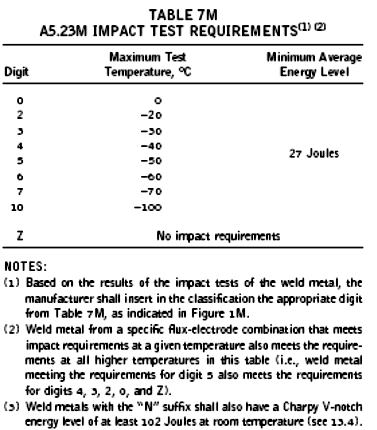 TABLE 7M
A5.23M IMPACT TEST REQUIREMENTS(1) (2)
Digit Maximum Test Temperature, ºC Minimum Average Energy Level
0 0
2 –20
3 –30
4 –40
5 –50
6 –60
7 –70
10 –100
27 Joules
Z No impact requirements
NOTES:
(1) Based on the results of the impact tests of the weld metal, the
manufacturer shall insert in the classification the appropriate digit
from Table 7M, as indicated in Figure 1M.
(2) Weld metal from a specific flux-electrode combination that meets
impact requirements at a given temperature also meets the require-
ments at all higher temperatures in this table (i.e., weld metal
meeting the requirements for digit 5 also meets the requirements
for digits 4, 3, 2, 0, and Z).
(3) Weld metals with the "N" suffix shall also have a Charpy V-notch
energy level of at least 102 Joules at room temperature (see 13.4).